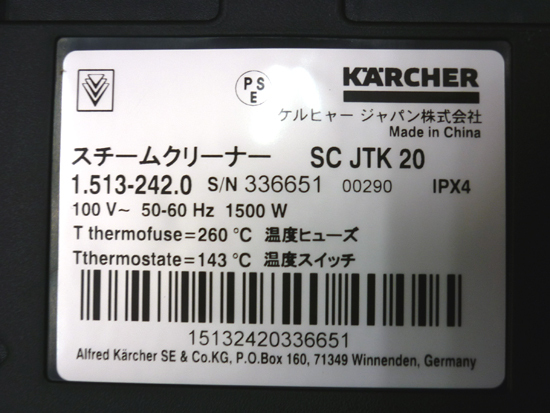 PS
E
KÄRCHER
ケルヒャー ジャパン株式会社
Made in China
スチームクリーナー SC JTK 20
1.513-242.0 S/N 336651 00290 IPX4
100 V~ 50-60 Hz 1500 W
T thermofuse=260 °C 温度ヒューズ
Tthermostate=143 °C 温度スイッチ
15132420336651
Alfred Kärcher SE & Co.KG, P.O.Box 160, 71349 Winnenden, Germany